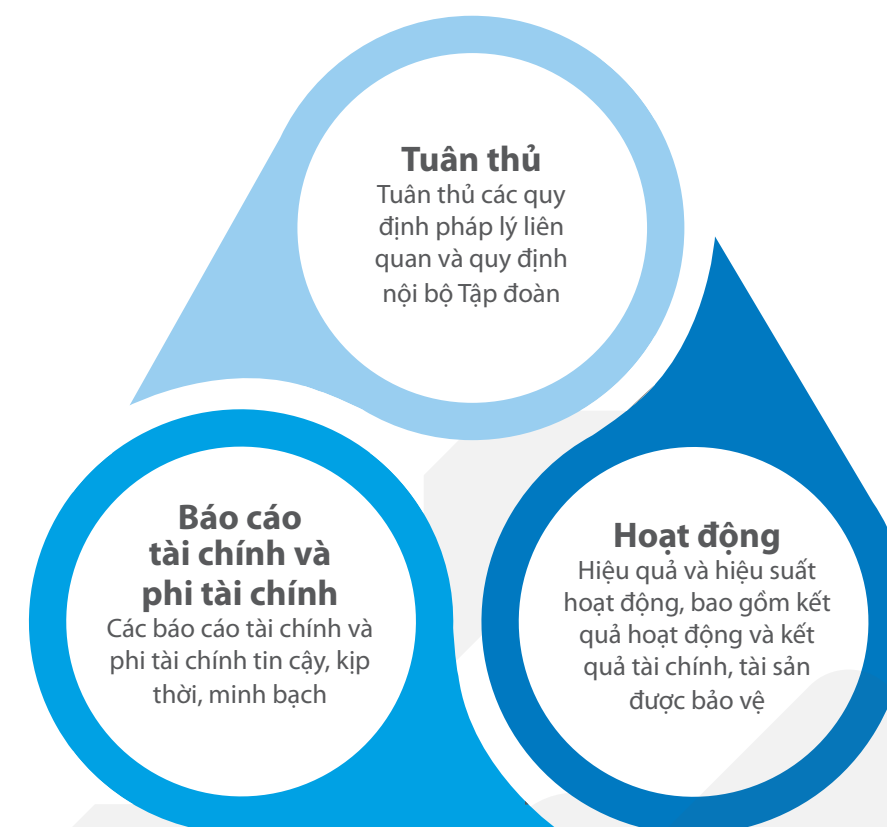 Tuân thủ
Tuân thủ các quy
định pháp lý liên
quan và quy định
nội bộ Tập đoàn
Báo cáo
tài chính và
phi tài chính
Các báo cáo tài chính và
phi tài chính tin cậy, kịp
thời, minh bạch
Hoạt động
Hiệu quả và hiệu suất
hoạt động, bao gồm kết
quả hoạt động và kết
quả tài chính, tài sản
được bảo vệ